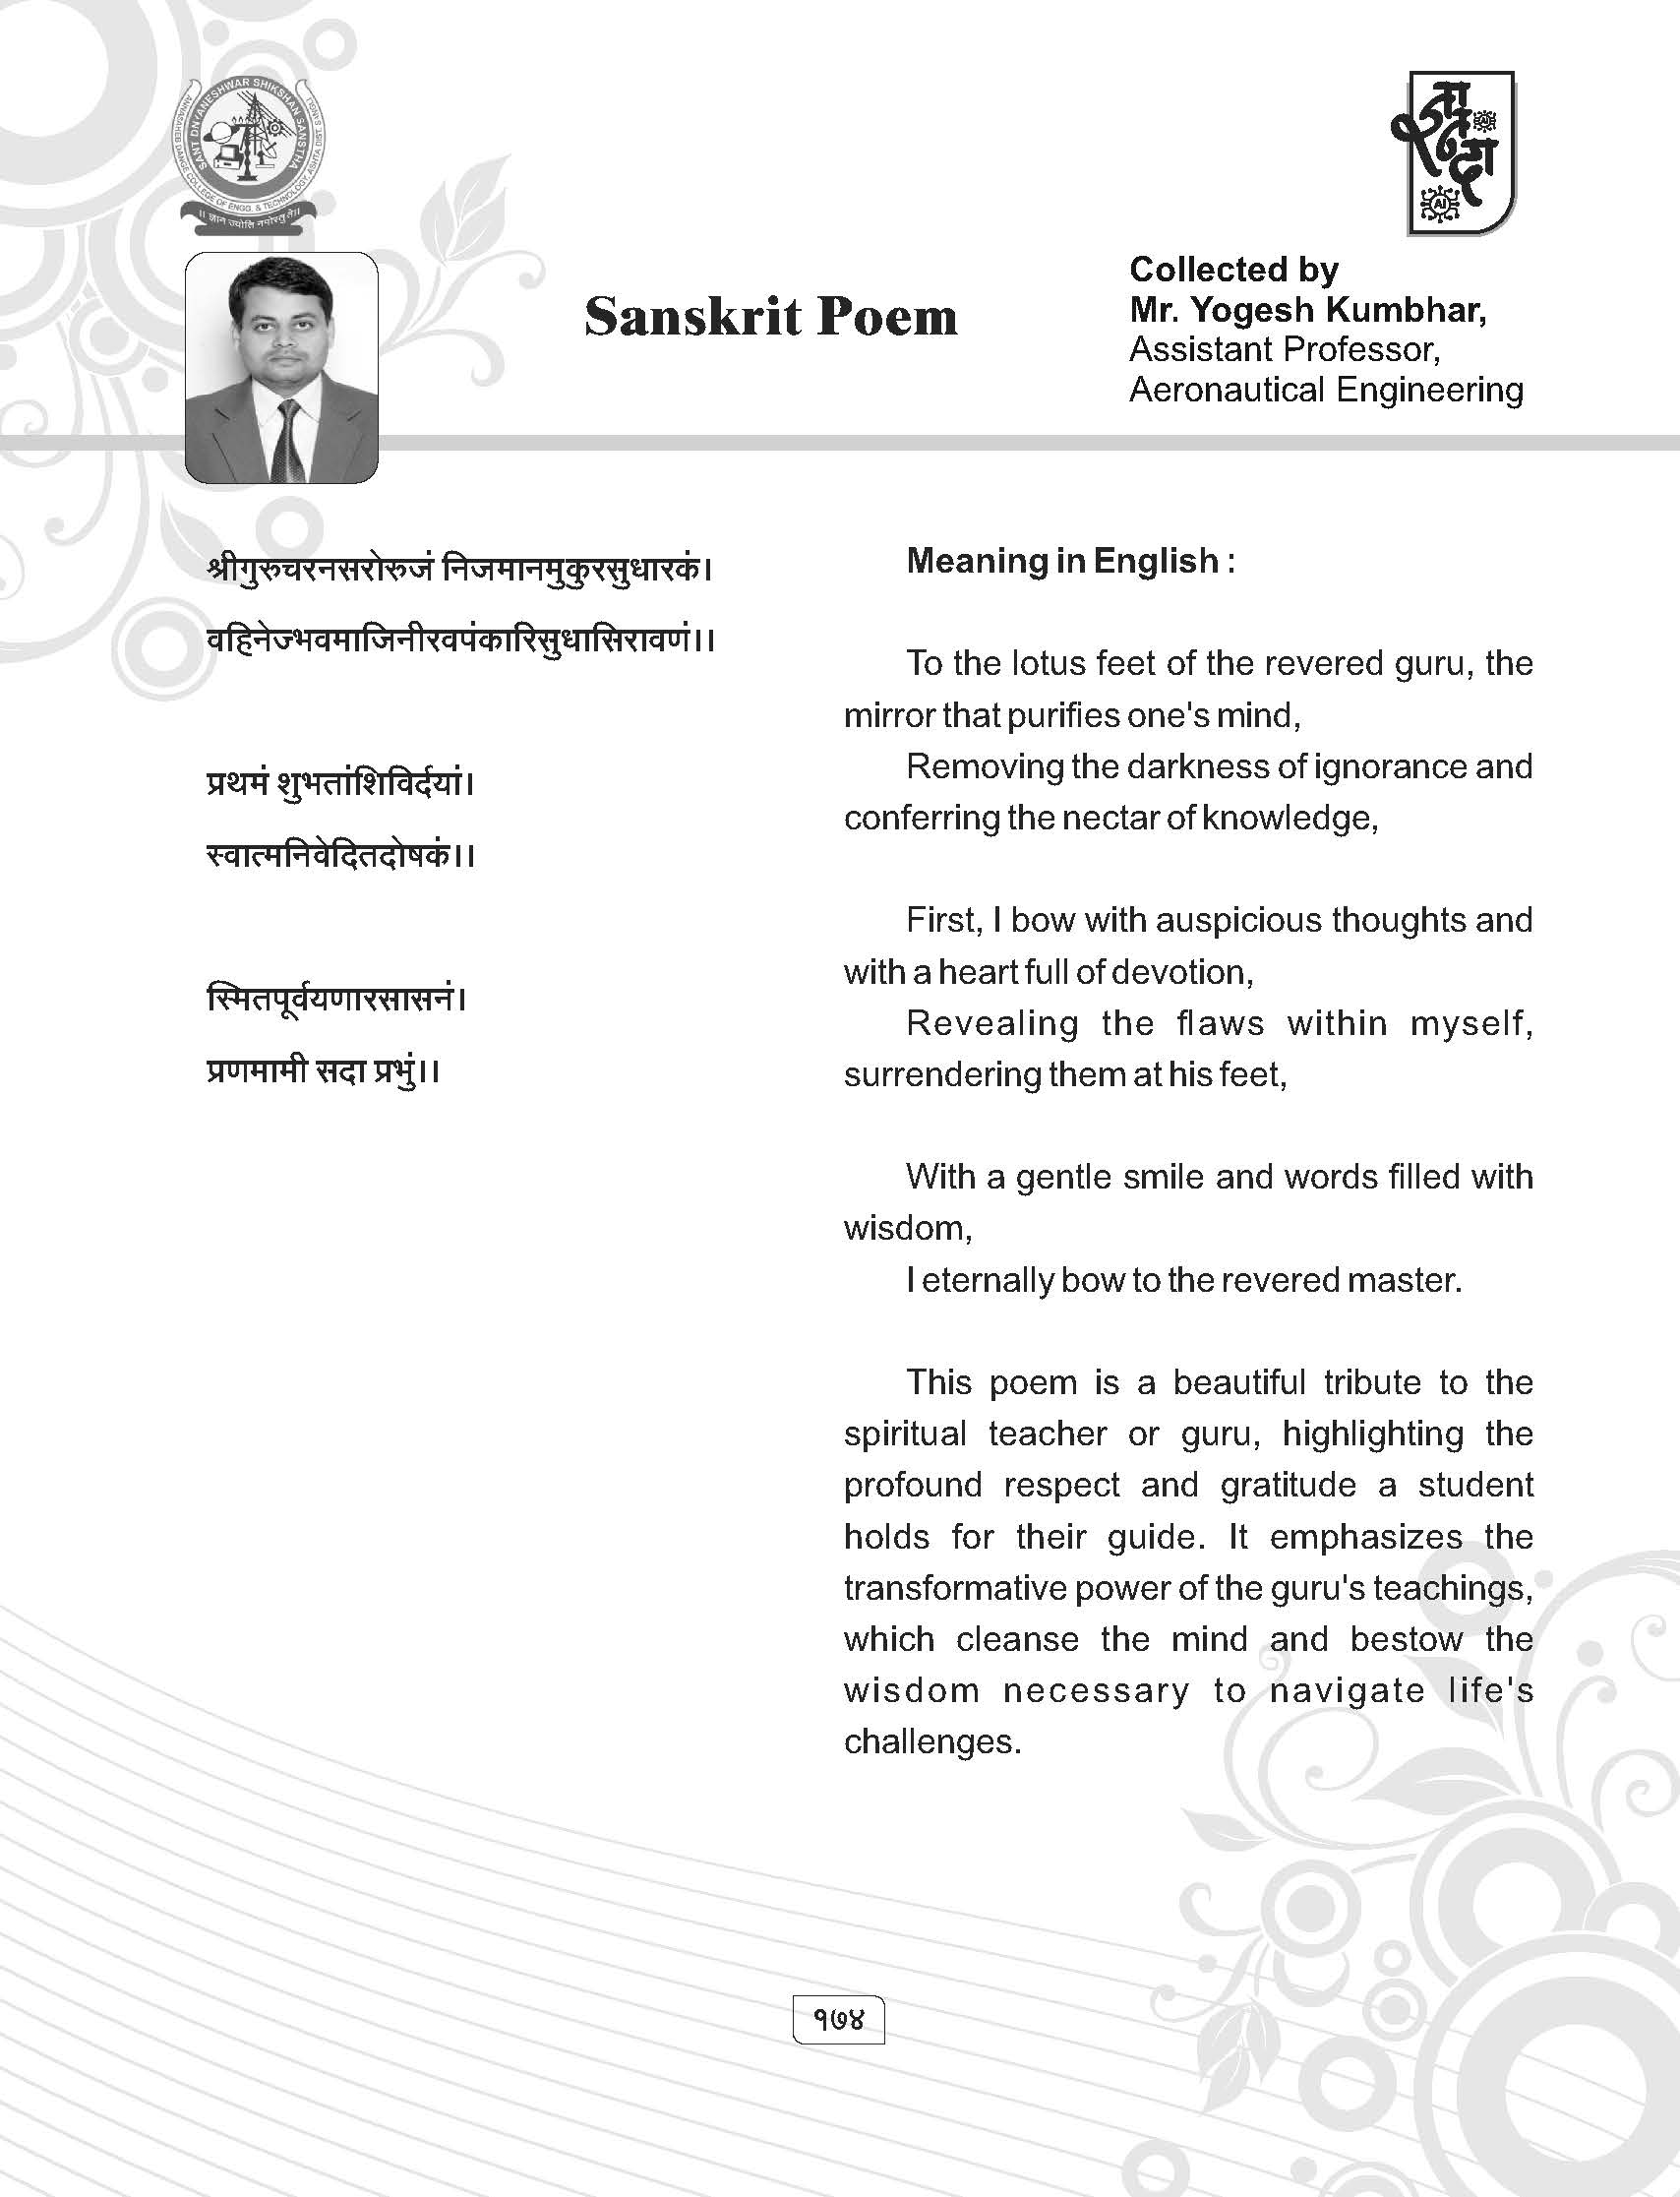 SANT DNYANESHWAR SHIKSHAN SANSTHA
ANNASAHEB DANGE COLLEGE OF ENGG. & TECHNOLOGY, ASHTA DIST. SANGLI
AI
AI
Sanskrit Poem
Collected by
Mr. Yogesh Kumbhar,
Assistant Professor,
Aeronautical Engineering
श्रीगुरुचरनसरोरुजं निजमानमुकुरसुधारकं।
वहिनेज्भवमाजिनीरवपंकारिसुधासिरावणं।।
प्रथमं शुभतांशिविर्दयां।
स्वात्मनिवेदितदोषकं।।
स्मितपूर्वयणारसासनं।
प्रणमामी सदा प्रभुं।।
Meaning in English :
To the lotus feet of the revered guru, the
mirror that purifies one's mind,
Removing the darkness of ignorance and
conferring the nectar of knowledge,
First, I bow with auspicious thoughts and
with a heart full of devotion,
Revealing the flaws within myself,
surrendering them at his feet,
With a gentle smile and words filled with
wisdom,
I eternally bow to the revered master.
This poem is a beautiful tribute to the
spiritual teacher or guru, highlighting the
profound respect and gratitude a student
holds for their guide. It emphasizes the
transformative power of the guru's teachings,
which cleanse the mind and bestow the
wisdom necessary to navigate life's
challenges.
१७४